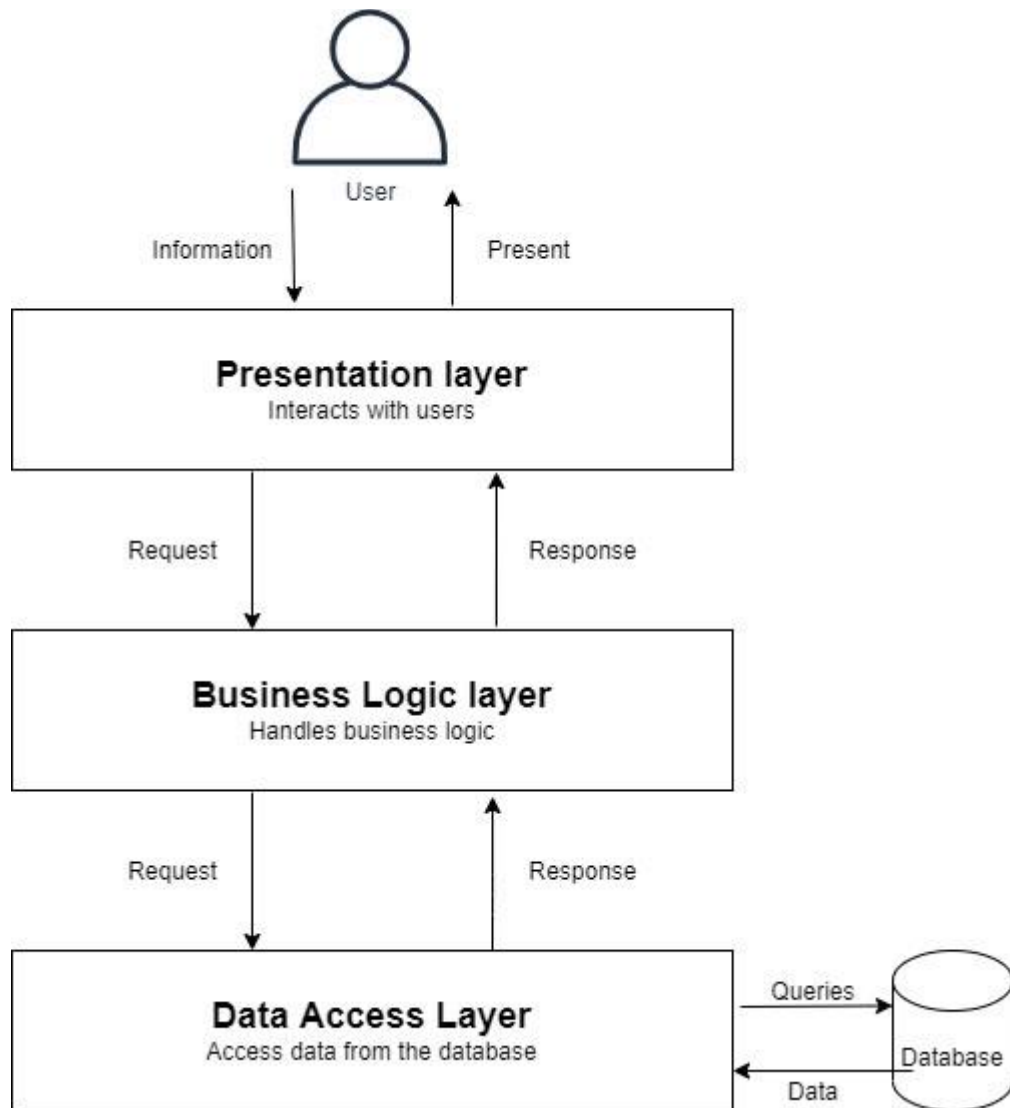 User
Information
Present
Presentation layer
Interacts with users
Request
Response
Business Logic layer
Handles business logic
Request
Response
Data Access Layer
Access data from the database
Queries
Database
Data